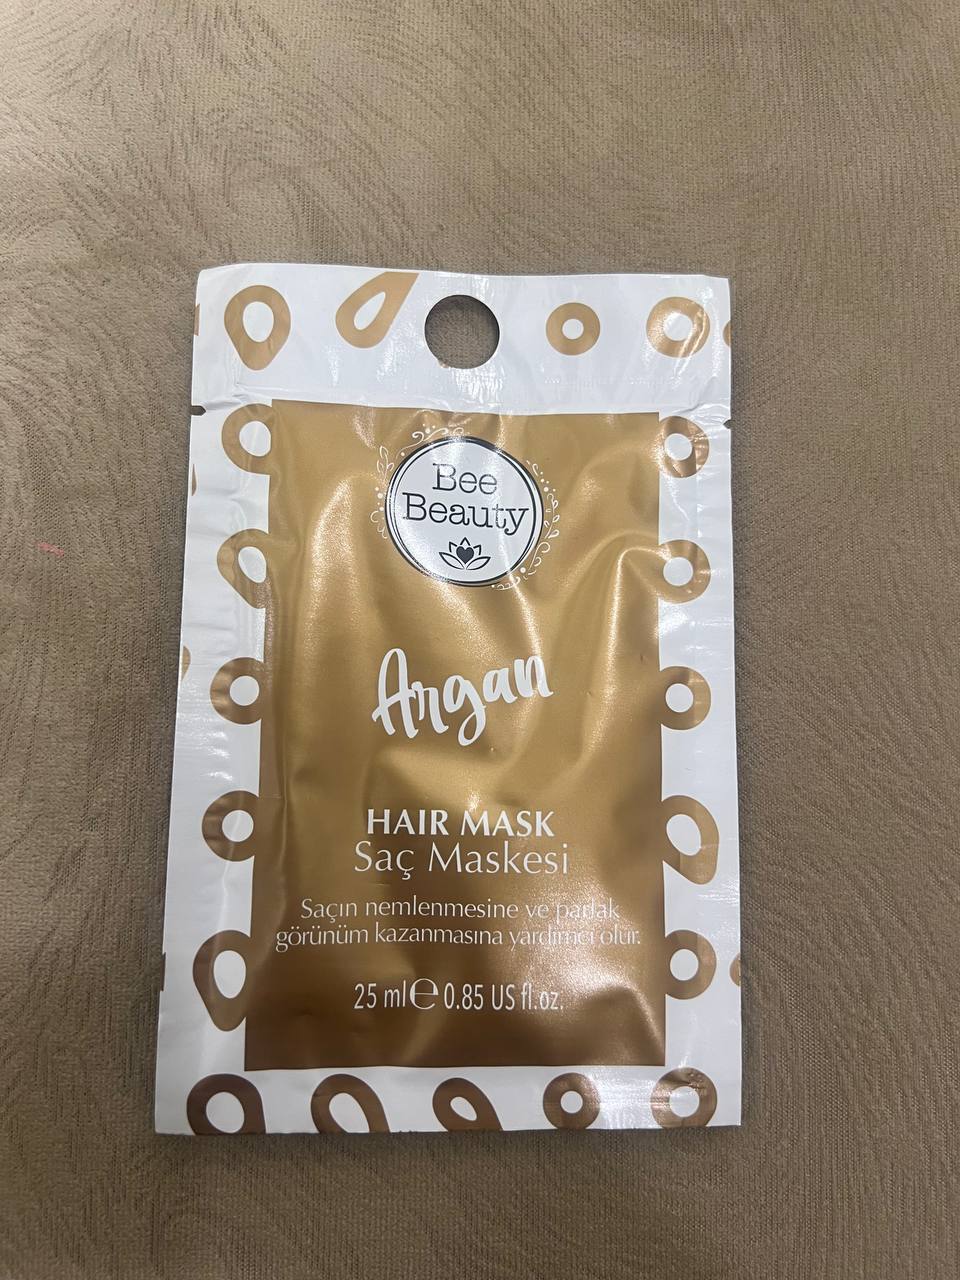 Bee
Beauty
Argan
HAIR MASK
Saç Maskesi
Saçın nemlenmesine ve parlak
görünüm kazanmasına yardımcı olur.
25 ml℮ 0.85 US fl.oz.